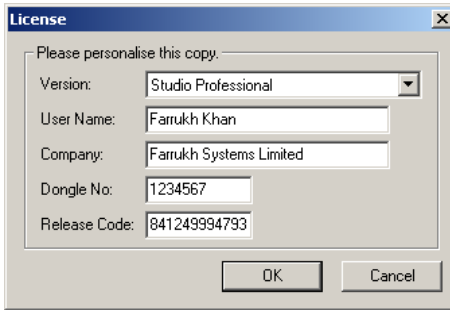 License
Please personalise this copy.
Version: Studio Professional
User Name: Farrukh Khan
Company: Farrukh Systems Limited
Dongle No: 1234567
Release Code: 841249994793
OK Cancel